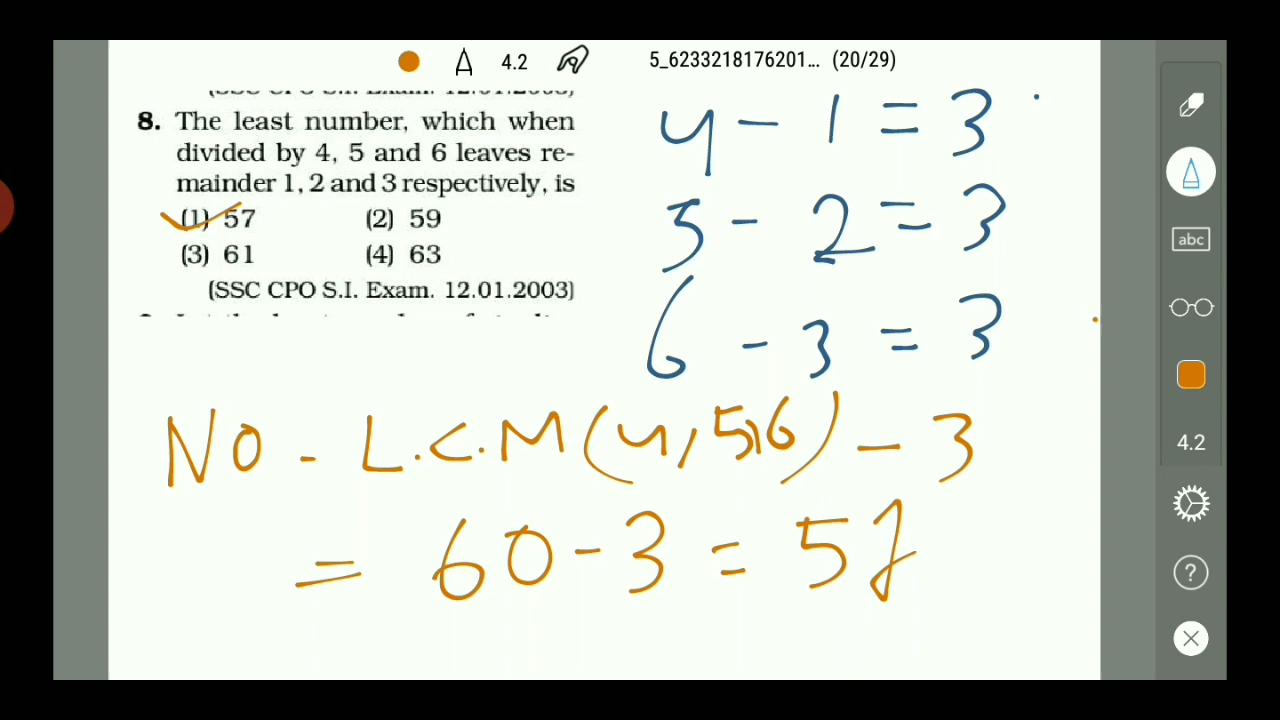 4.2
5_6233218176201... (20/29)
8. The least number, which when
divided by 4, 5 and 6 leaves re-
mainder 1, 2 and 3 respectively, is
(1) 57 (2) 59
(3) 61 (4) 63
(SSC CPO S.I. Exam. 12.01.2003)
4 - 1 = 3
5 - 2 = 3
6 - 3 = 3
NO - L.C.M (4, 5, 6) - 3
= 60 - 3 = 57
abc
4.2
?